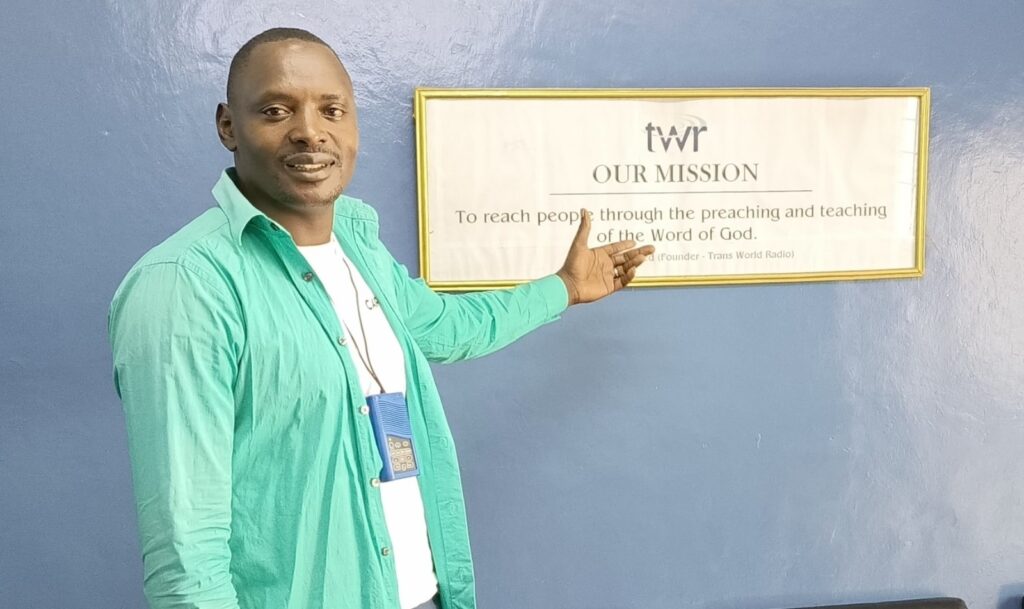 twr
OUR MISSION
To reach people through the preaching and teaching
of the Word of God.
(Founder - Trans World Radio)